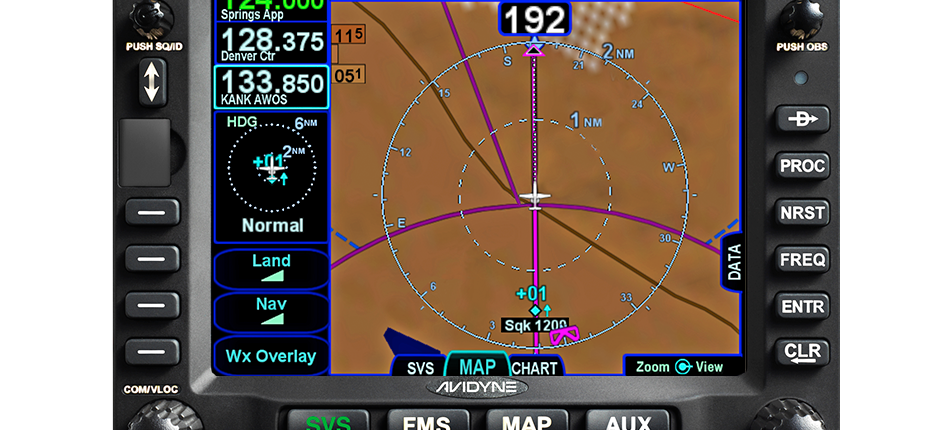 124.000
Springs App
128.375
Denver Ctr
133.850
KANK AWOS
HDG
6NM
2NM
+01
Normal
Land
Nav
Wx Overlay
115
051
192
2 NM
1 NM
S
21
24
W
30
33
3
6
E
12
15
+01
Sqk 1200
SVS
MAP
CHART
Zoom
View
DATA
PUSH SQ/ID
COM/VLOC
PUSH OBS
D
PROC
NRST
FREQ
ENTR
CLR
AVIDYNE
SVS
FMS
MAP
AUX